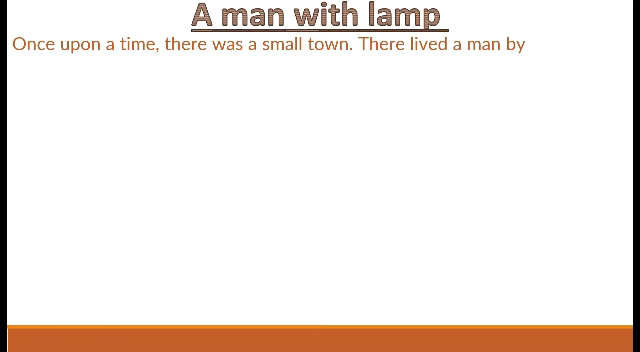 A man with lamp
Once upon a time, there was a small town. There lived a man by